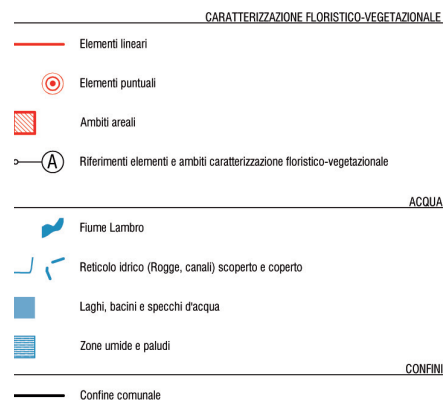 CARATTERIZZAZIONE FLORISTICO-VEGETAZIONALE
Elementi lineari
Elementi puntuali
Ambiti areali
A Riferimenti elementi e ambiti caratterizzazione floristico-vegetazionale
ACQUA
Fiume Lambro
Reticolo idrico (Rogge, canali) scoperto e coperto
Laghi, bacini e specchi d'acqua
Zone umide e paludi
CONFINI
Confine comunale